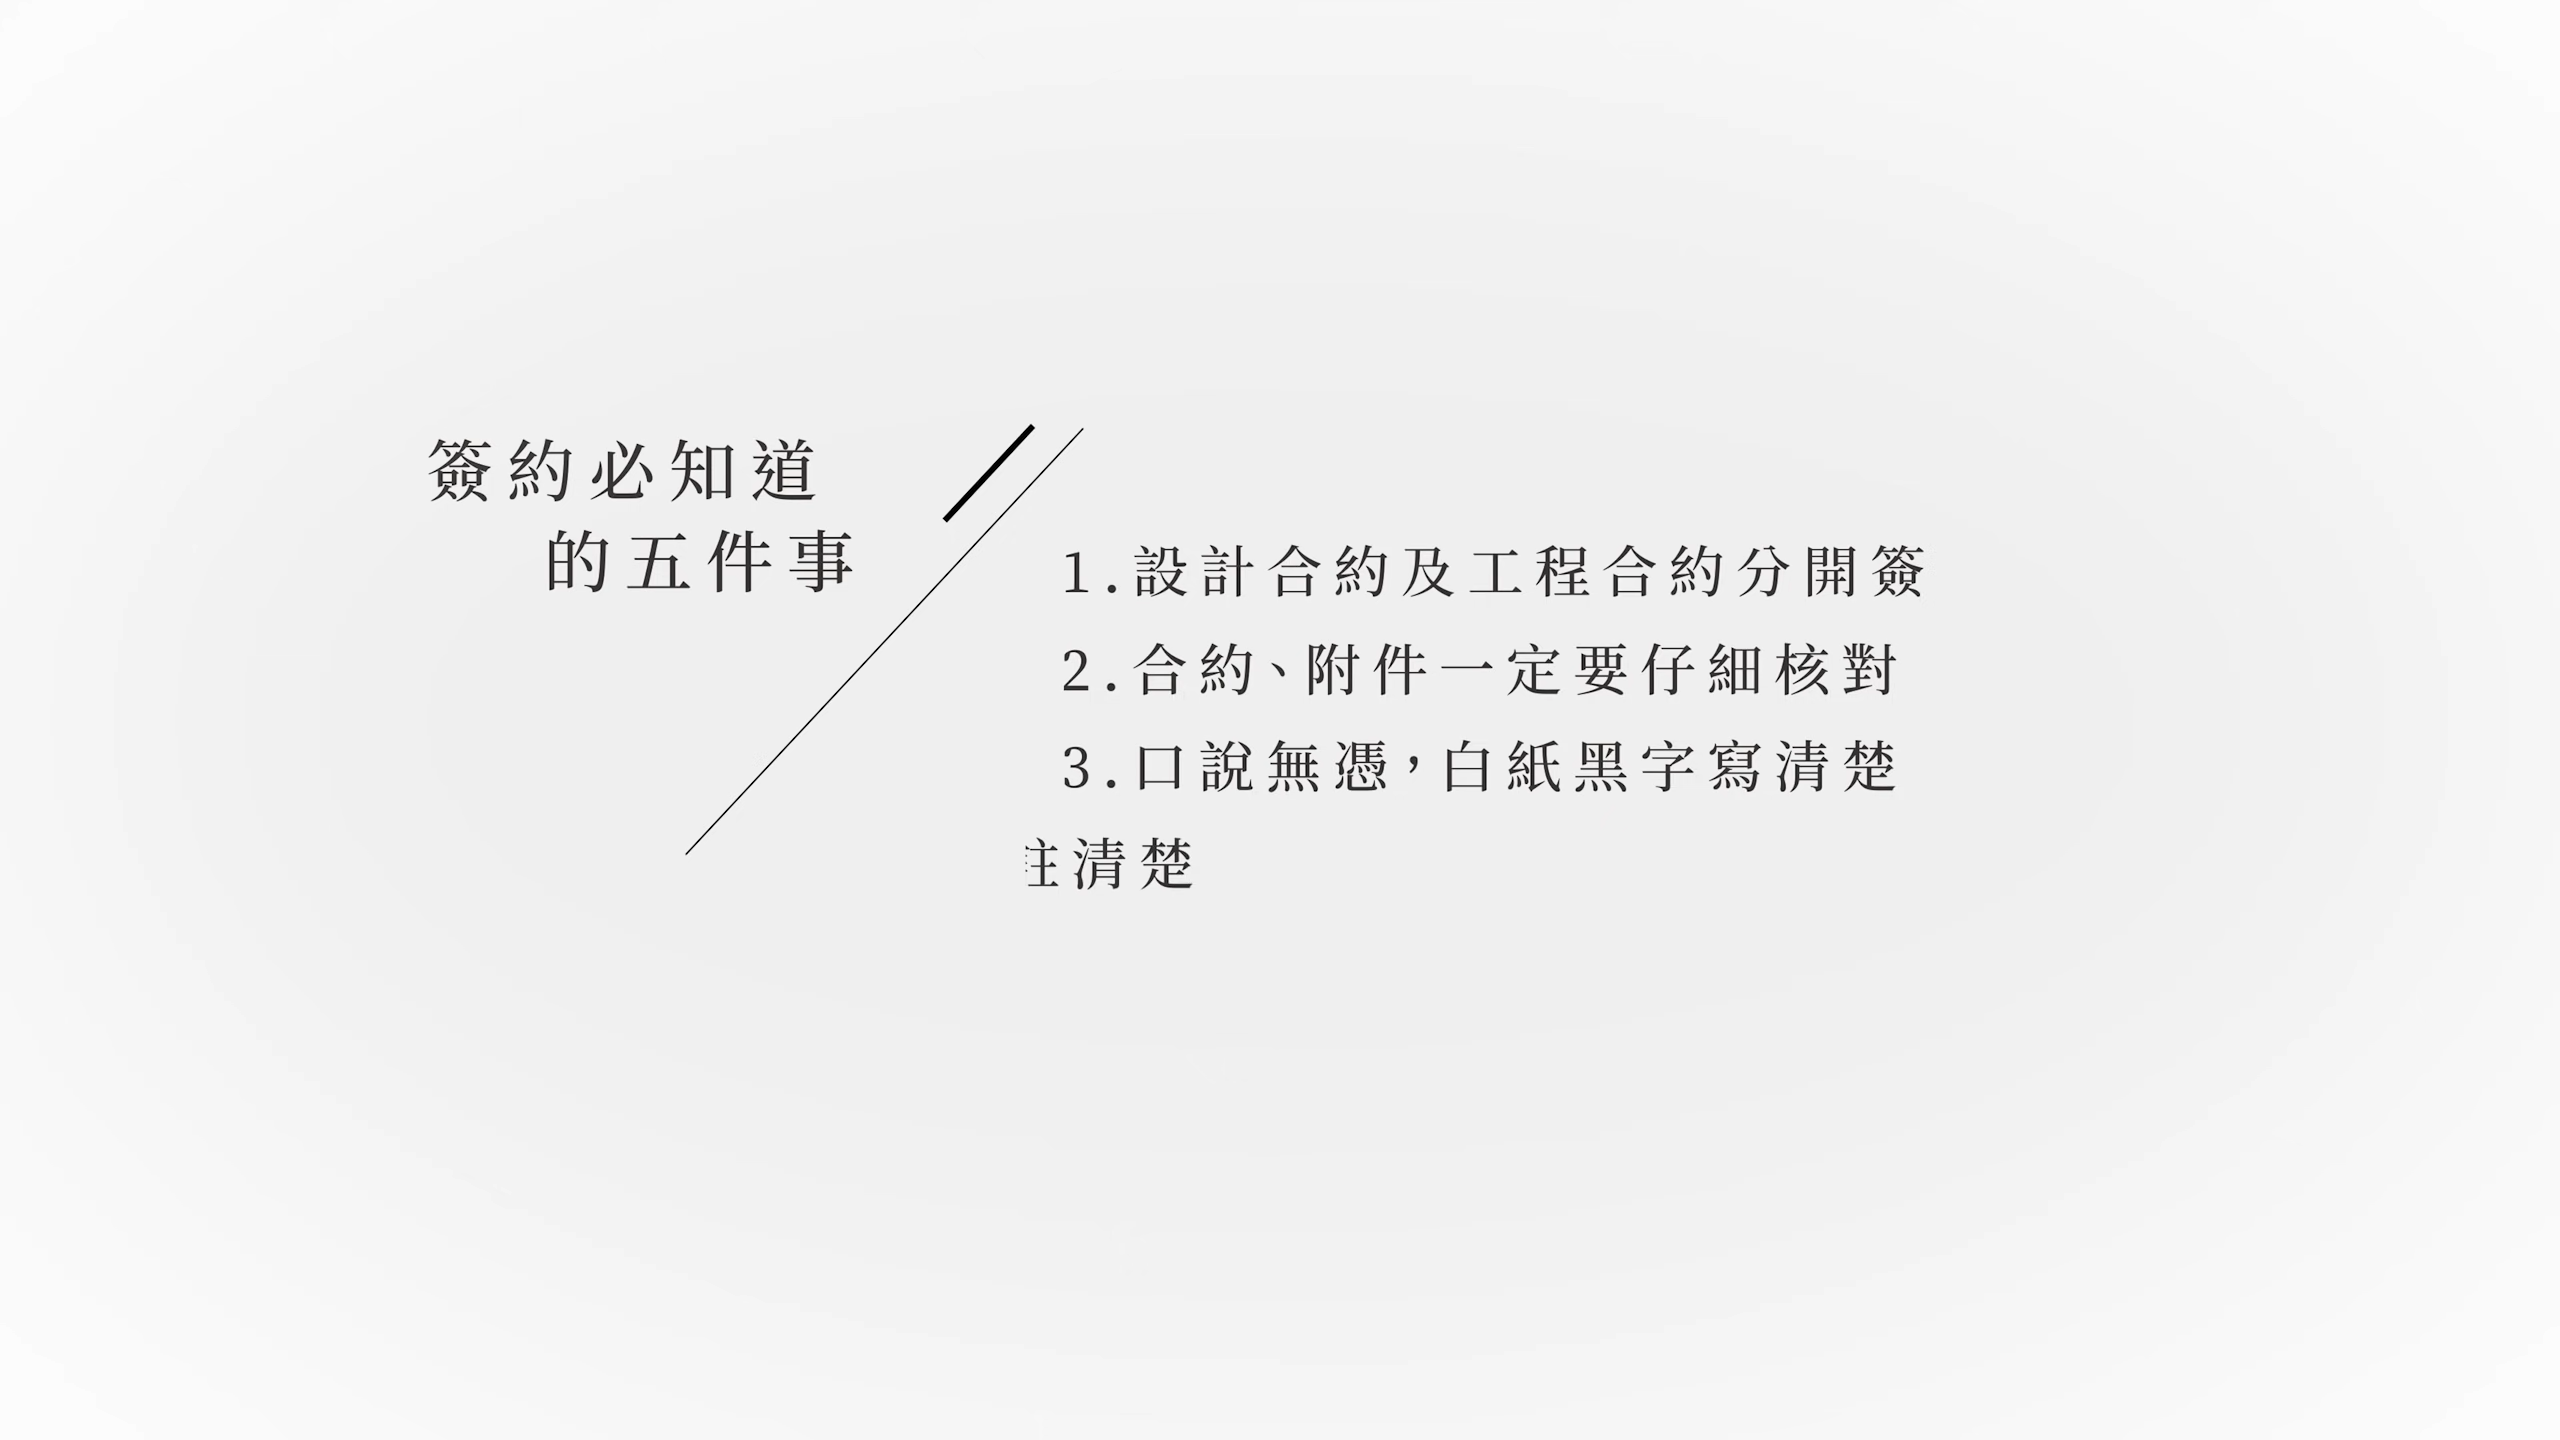 簽約必知道
的五件事
1.設計合約及工程合約分開簽
2.合約、附件一定要仔細核對
3.口說無憑,白紙黑字寫清楚
清楚